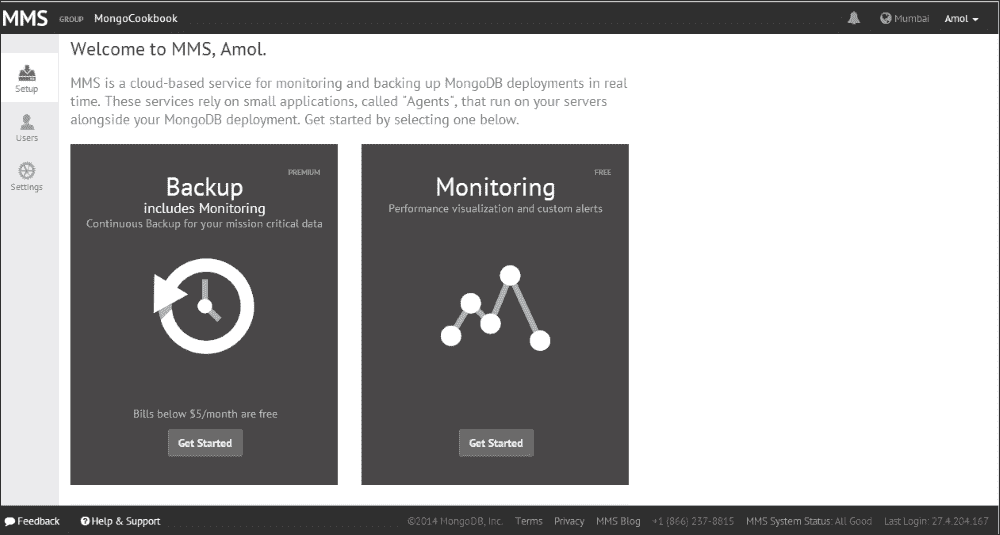 MMS GROUP MongoCookbook Mumbai Amol
Setup
Users
Settings
Welcome to MMS, Amol.
MMS is a cloud-based service for monitoring and backing up MongoDB deployments in real
time. These services rely on small applications, called "Agents", that run on your servers
alongside your MongoDB deployment. Get started by selecting one below.
PREMIUM
Backup
includes Monitoring
Continuous Backup for your mission critical data
Bills below $5/month are free
Get Started
FREE
Monitoring
Performance visualization and custom alerts
Get Started
Feedback Help & Support ©2014 MongoDB, Inc. Terms Privacy MMS Blog +1 (866) 237-8815 MMS System Status: All Good Last Login: 27.4.204.167